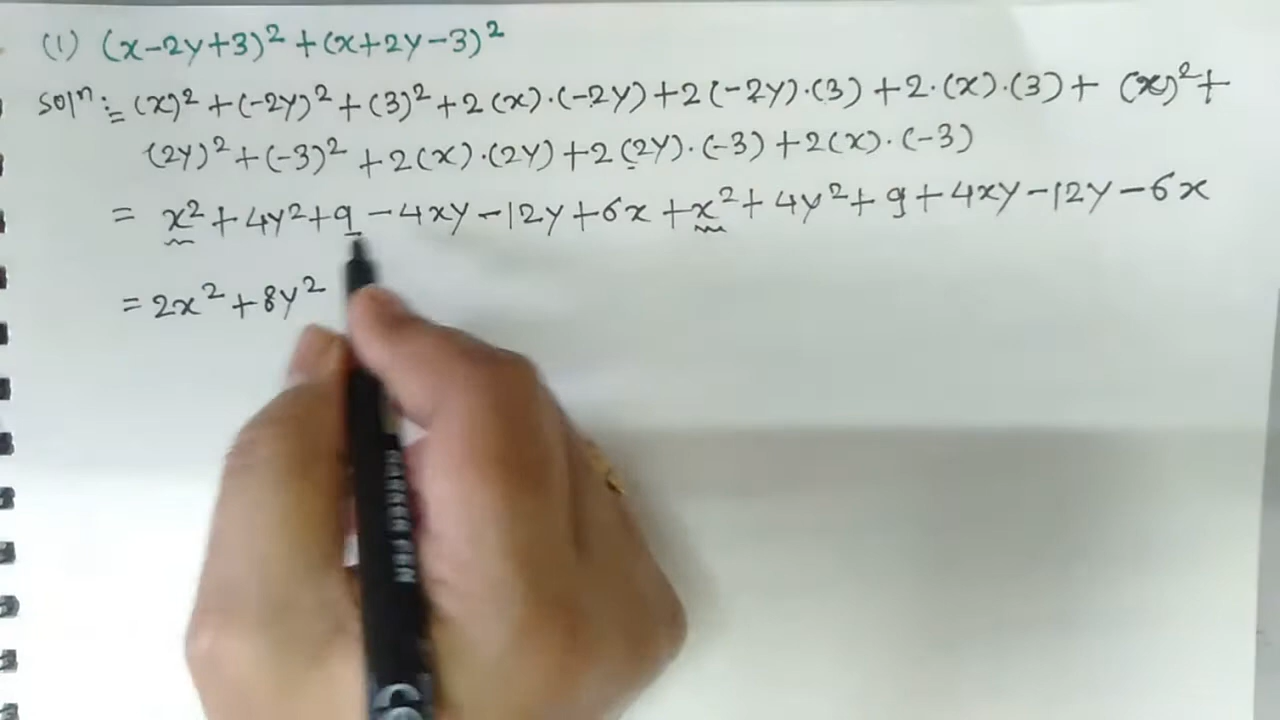 (1) (x-2y+3)² + (x+2y-3)²
Solⁿ:= (x)² + (-2y)² + (3)² + 2(x)·(-2y) + 2(-2y)·(3) + 2·(x)·(3) + (x)² +
(2y)² + (-3)² + 2(x)·(2y) + 2(2y)·(-3) + 2(x)·(-3)
= x² + 4y² + 9 - 4xy - 12y + 6x + x² + 4y² + 9 + 4xy - 12y - 6x
= 2x² + 8y²